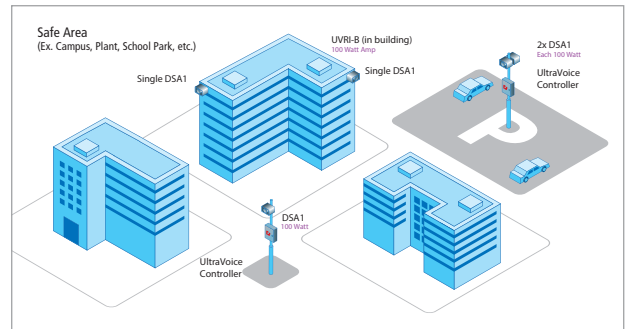 Safe Area
(Ex. Campus, Plant, School Park, etc.)
UVRI-B (in building)
100 Watt Amp
Single DSA1
Single DSA1
2x DSA1
Each 100 Watt
UltraVoice
Controller
P
DSA1
100 Watt
UltraVoice
Controller